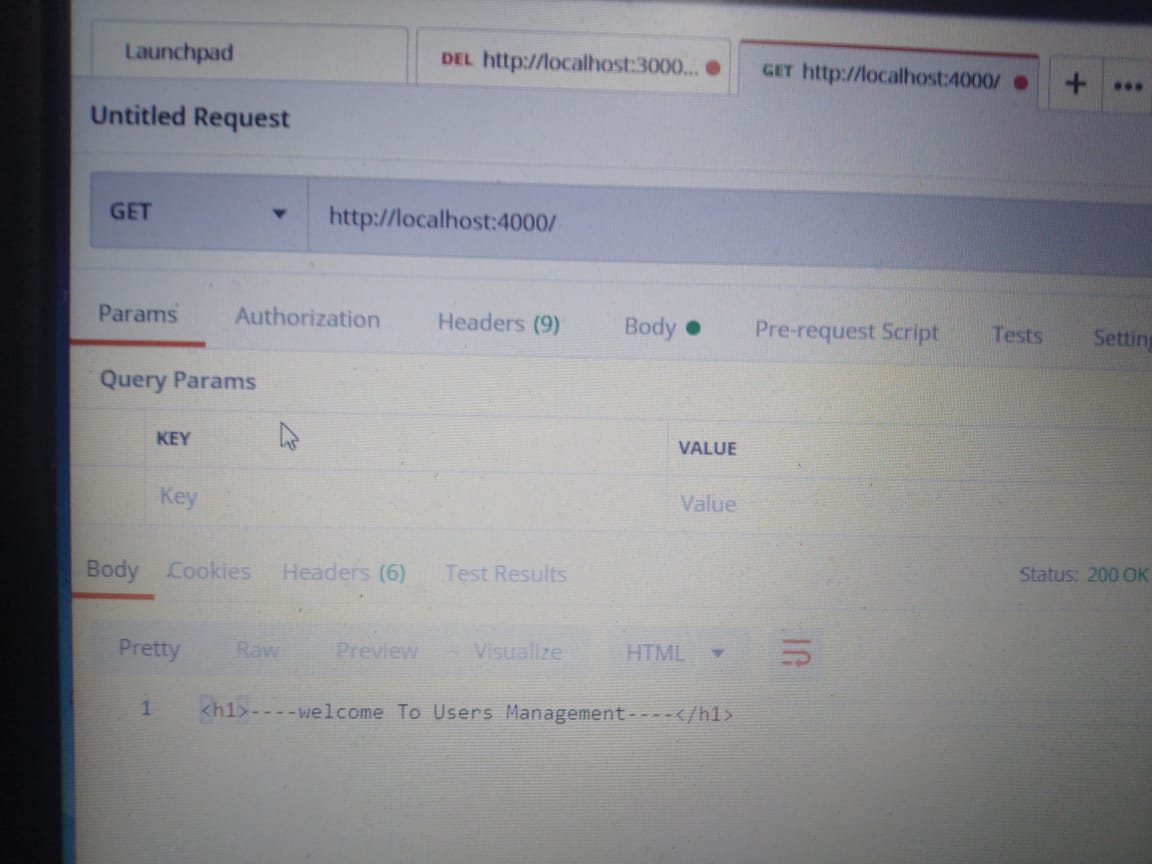 Launchpad
DEL http://localhost:3000...
GET http://localhost:4000/
+ •••
Untitled Request
GET http://localhost:4000/
Params Authorization Headers (9) Body Pre-request Script Tests Setting
Query Params
KEY VALUE
Key Value
Body Cookies Headers (6) Test Results Status: 200 OK
Pretty Raw Preview Visualize HTML
1 <h1>----welcome To Users Management----</h1>